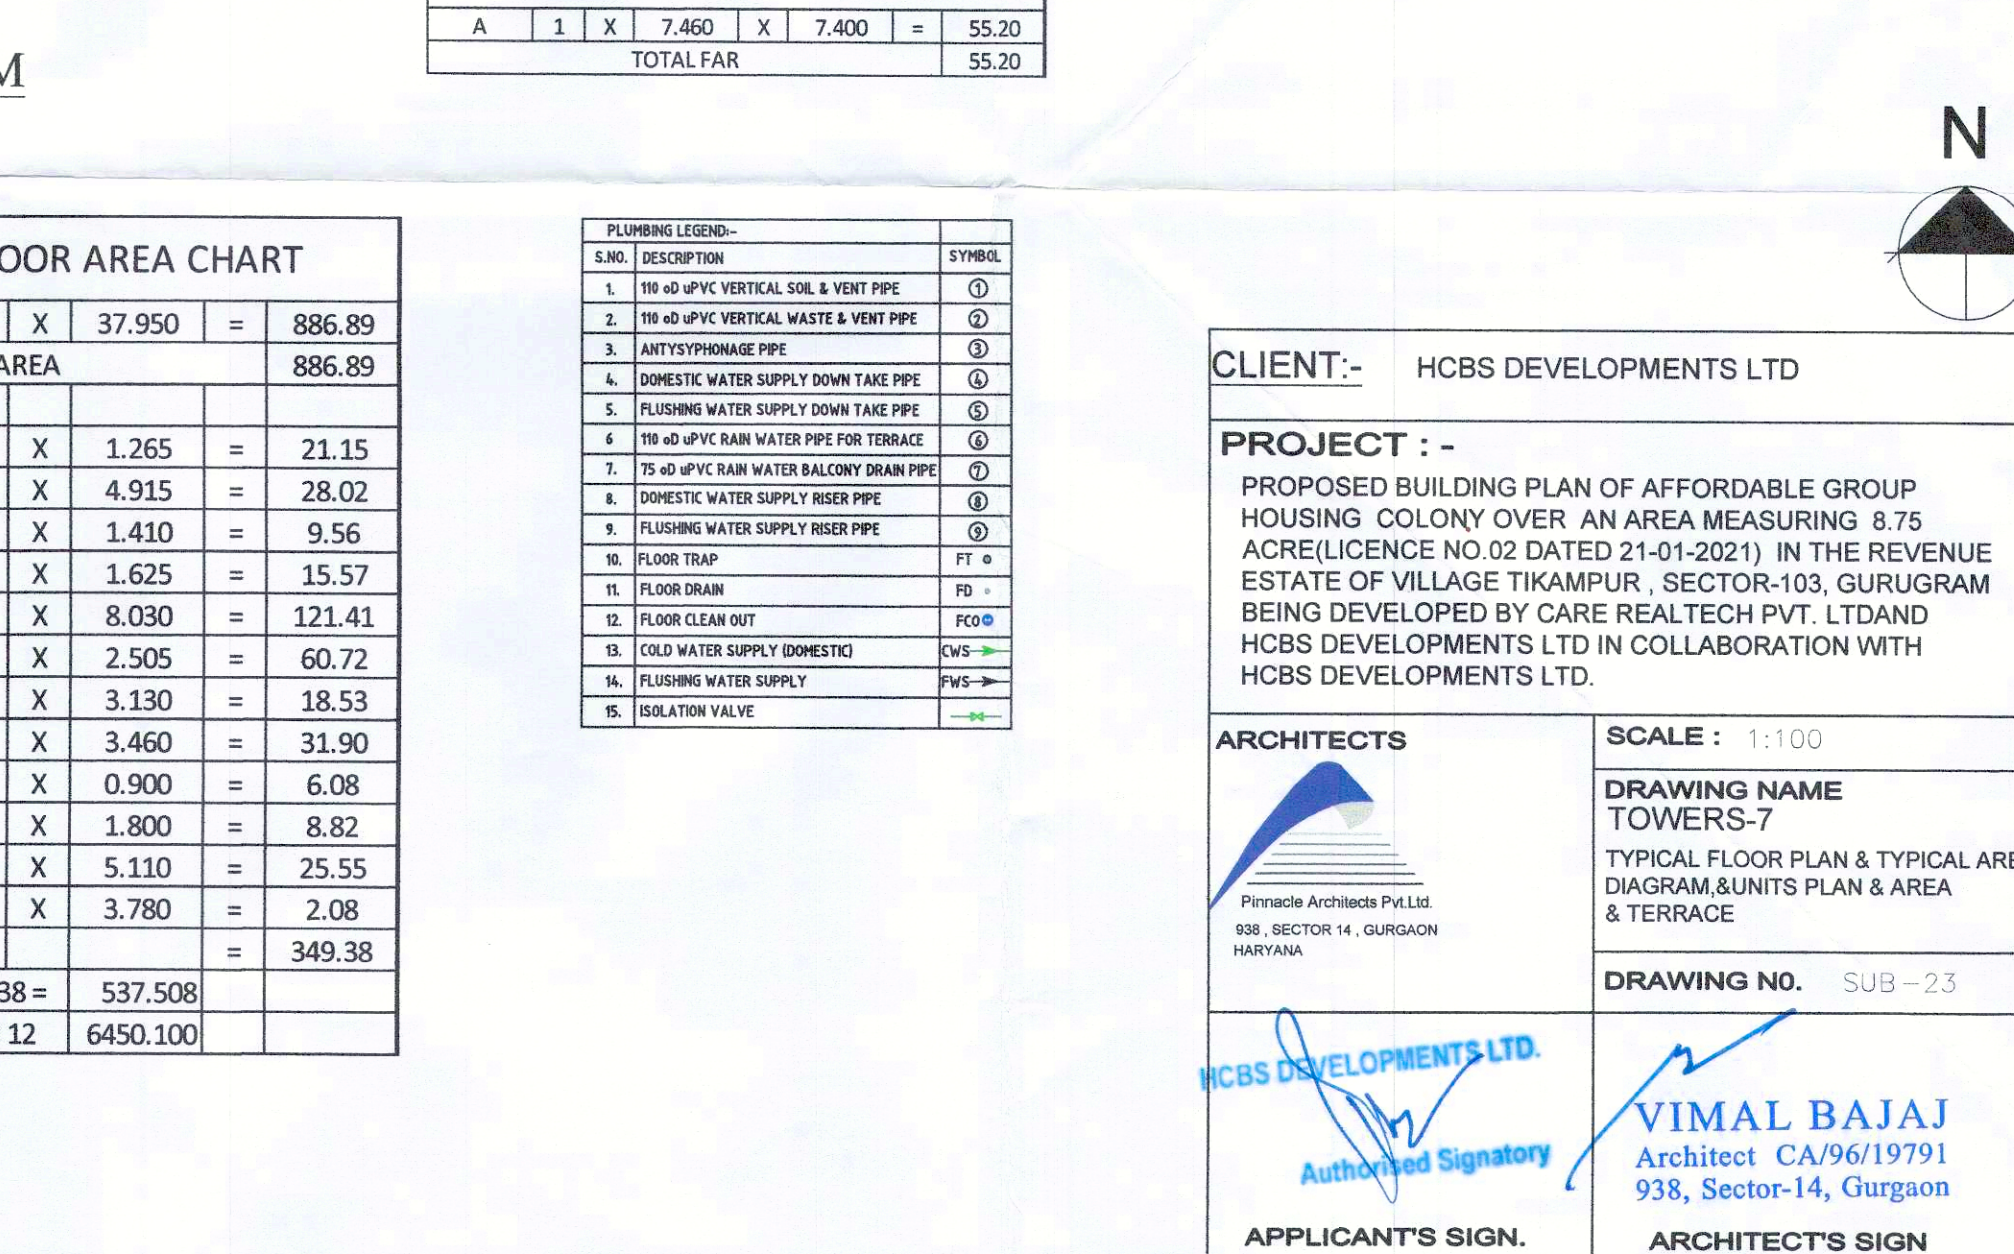 A 1 X 7.460 X 7.400 = 55.20
TOTAL FAR 55.20
M
N
OOR AREA CHART
X 37.950 = 886.89
AREA 886.89
X 1.265 = 21.15
X 4.915 = 28.02
X 1.410 = 9.56
X 1.625 = 15.57
X 8.030 = 121.41
X 2.505 = 60.72
X 3.130 = 18.53
X 3.460 = 31.90
X 0.900 = 6.08
X 1.800 = 8.82
X 5.110 = 25.55
X 3.780 = 2.08
= 349.38
38 = 537.508
12 6450.100
PLUMBING LEGEND:-
S.NO. DESCRIPTION SYMBOL
1. 110 oD uPVC VERTICAL SOIL & VENT PIPE 1
2. 110 oD uPVC VERTICAL WASTE & VENT PIPE 2
3. ANTYSYPHONAGE PIPE 3
4. DOMESTIC WATER SUPPLY DOWN TAKE PIPE 4
5. FLUSHING WATER SUPPLY DOWN TAKE PIPE 5
6 110 oD uPVC RAIN WATER PIPE FOR TERRACE 6
7. 75 oD uPVC RAIN WATER BALCONY DRAIN PIPE 7
8. DOMESTIC WATER SUPPLY RISER PIPE 8
9. FLUSHING WATER SUPPLY RISER PIPE 9
10. FLOOR TRAP FT
11. FLOOR DRAIN FD
12. FLOOR CLEAN OUT FCO
13. COLD WATER SUPPLY (DOMESTIC) CWS
14. FLUSHING WATER SUPPLY FWS
15. ISOLATION VALVE
CLIENT:- HCBS DEVELOPMENTS LTD
PROJECT : -
PROPOSED BUILDING PLAN OF AFFORDABLE GROUP
HOUSING COLONY OVER AN AREA MEASURING 8.75
ACRE(LICENCE NO.02 DATED 21-01-2021) IN THE REVENUE
ESTATE OF VILLAGE TIKAMPUR , SECTOR-103, GURUGRAM
BEING DEVELOPED BY CARE REALTECH PVT. LTDAND
HCBS DEVELOPMENTS LTD IN COLLABORATION WITH
HCBS DEVELOPMENTS LTD.
ARCHITECTS
Pinnacle Architects Pvt.Ltd.
938 , SECTOR 14 , GURGAON
HARYANA
SCALE : 1:100
DRAWING NAME
TOWERS-7
TYPICAL FLOOR PLAN & TYPICAL ARE
DIAGRAM,&UNITS PLAN & AREA
& TERRACE
DRAWING NO. SUB-23
HCBS DEVELOPMENTS LTD.
Authorised Signatory
APPLICANT'S SIGN.
VIMAL BAJAJ
Architect CA/96/19791
938, Sector-14, Gurgaon
ARCHITECT'S SIGN